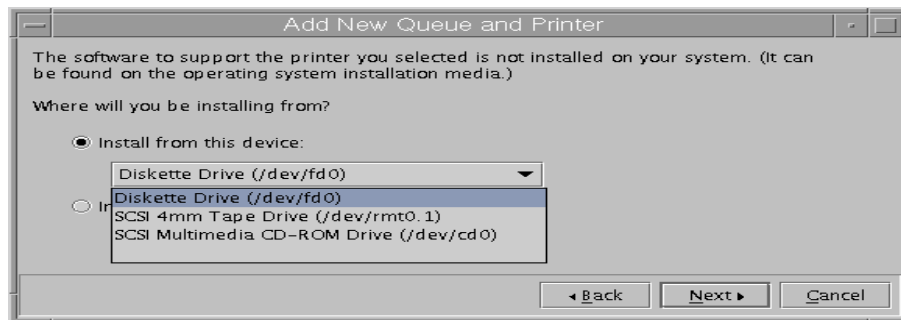 Add New Queue and Printer
The software to support the printer you selected is not installed on your system. (It can
be found on the operating system installation media.)
Where will you be installing from?
Install from this device:
Diskette Drive (/dev/fd0)
Diskette Drive (/dev/fd0)
SCSI 4mm Tape Drive (/dev/rmt0.1)
SCSI Multimedia CD-ROM Drive (/dev/cd0)
Back
Next
Cancel